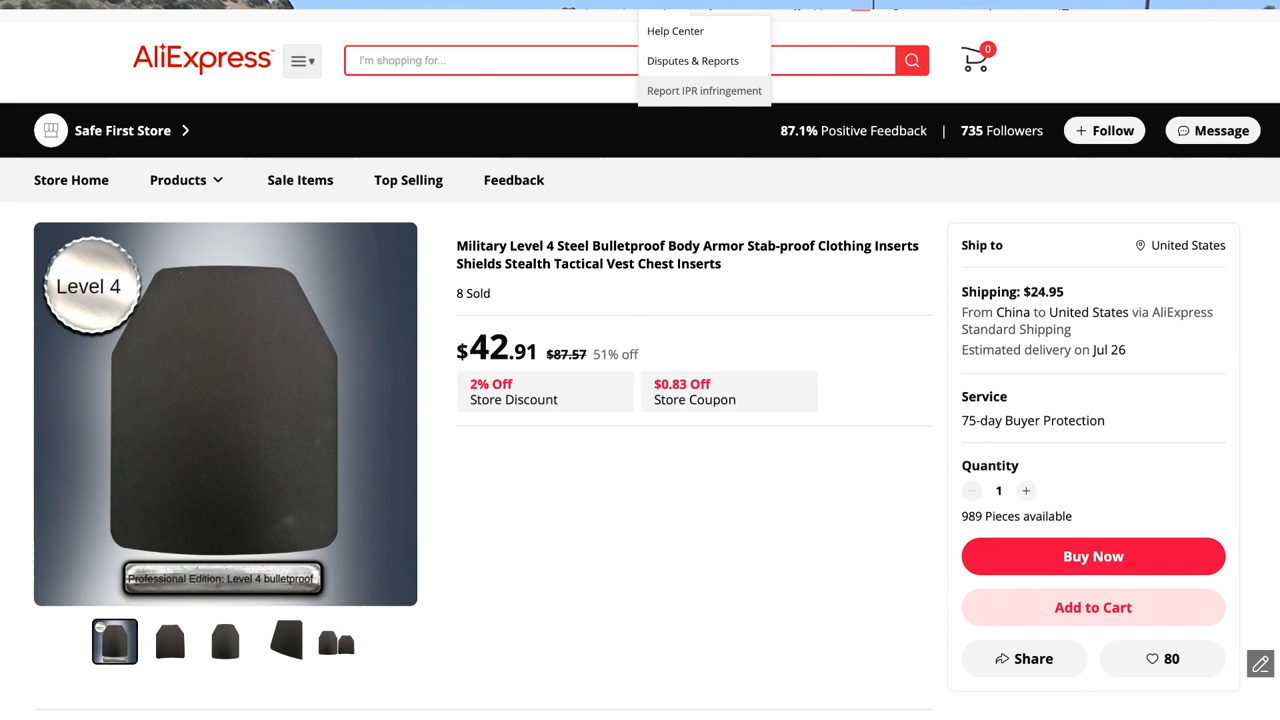 Help Center
Disputes & Reports
Report IPR infringement
AliExpress
I'm shopping for...
0
Safe First Store
87.1% Positive Feedback | 735 Followers
+ Follow
Message
Store Home
Products
Sale Items
Top Selling
Feedback
Level 4
Professional Edition: Level 4 bulletproof
Military Level 4 Steel Bulletproof Body Armor Stab-proof Clothing Inserts
Shields Stealth Tactical Vest Chest Inserts
8 Sold
$42.91 $87.57 51% off
2% Off
Store Discount
$0.83 Off
Store Coupon
Ship to
United States
Shipping: $24.95
From China to United States via AliExpress
Standard Shipping
Estimated delivery on Jul 26
Service
75-day Buyer Protection
Quantity
1
989 Pieces available
Buy Now
Add to Cart
Share
80